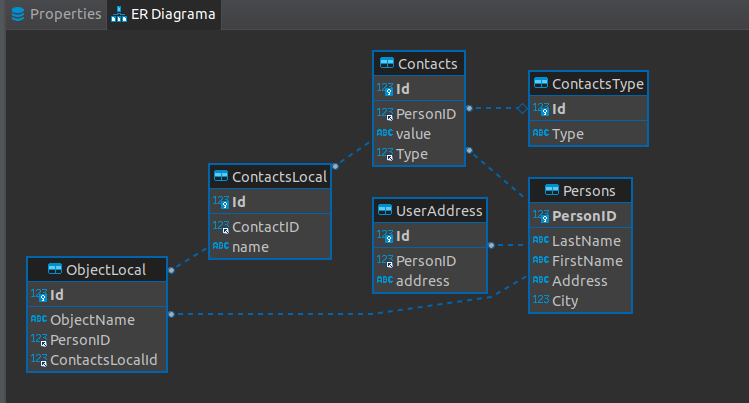 Properties
ER Diagrama
Contacts
123 Id
123 PersonID
ABC value
123 Type
ContactsType
123 Id
ABC Type
ContactsLocal
123 Id
123 ContactID
ABC name
UserAddress
123 Id
123 PersonID
ABC address
Persons
123 PersonID
ABC LastName
ABC FirstName
ABC Address
123 City
ObjectLocal
123 Id
ABC ObjectName
123 PersonID
123 ContactsLocalId